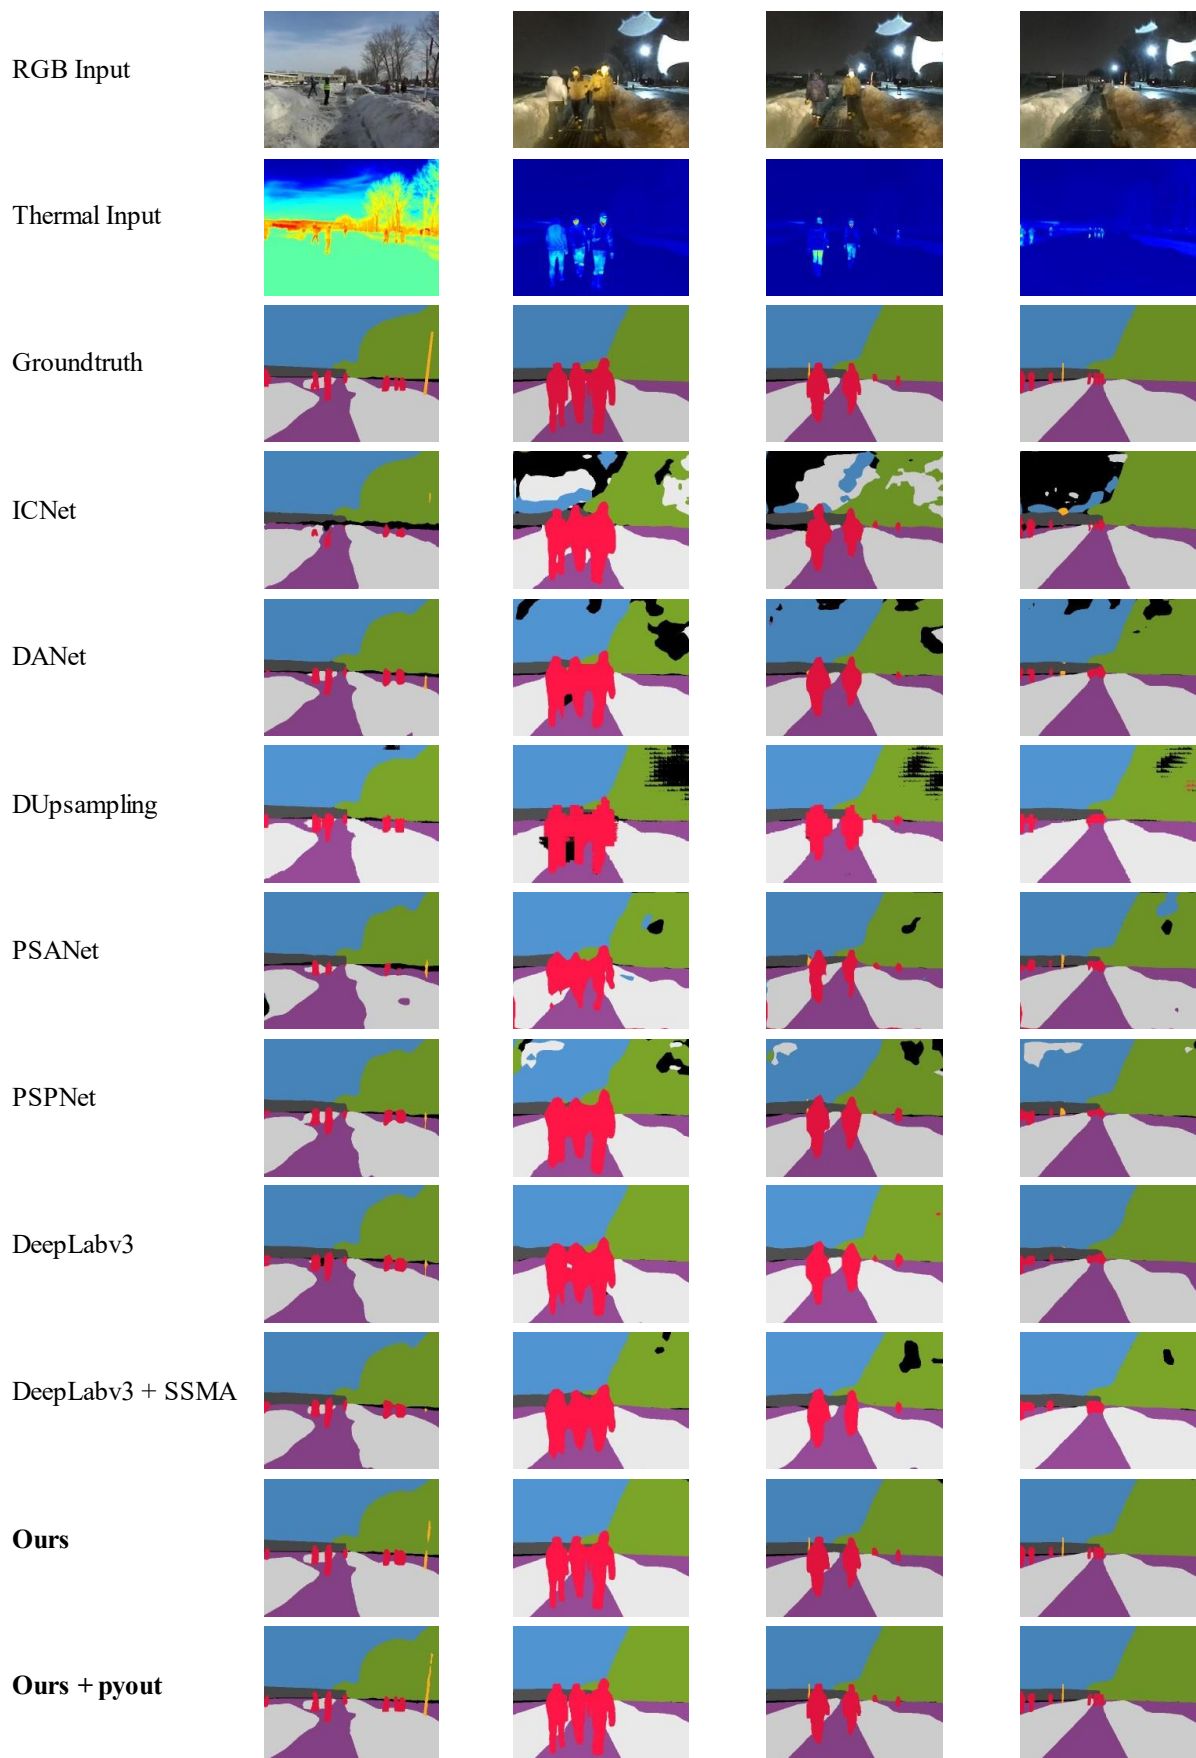 RGB Input
Thermal Input
Groundtruth
ICNet
DANet
DUpsampling
PSANet
PSPNet
DeepLabv3
DeepLabv3 + SSMA
Ours
Ours + pyout